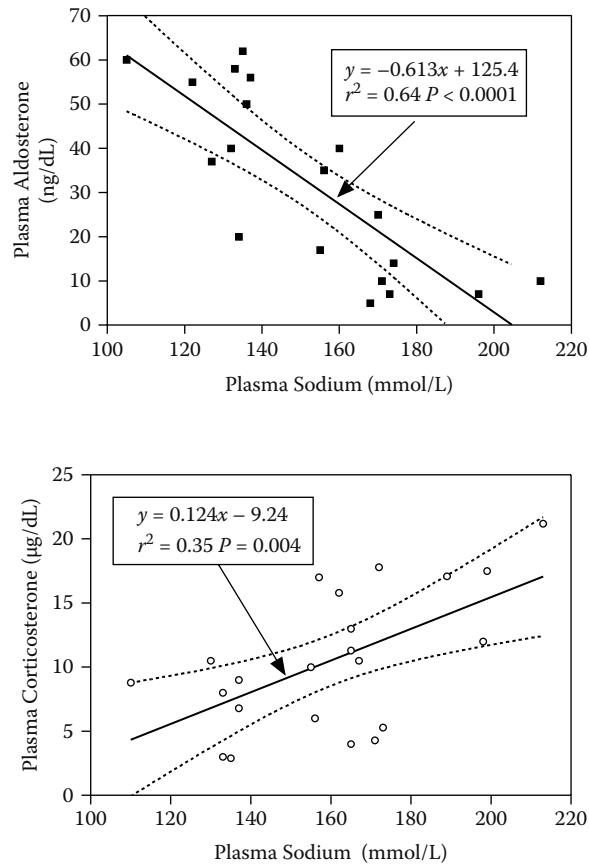 70
60
50
40
30
20
10
0
Plasma Aldosterone
(ng/dL)
y = −0.613x + 125.4
r² = 0.64 P < 0.0001
100 120 140 160 180 200 220
Plasma Sodium (mmol/L)
25
20
15
10
5
0
Plasma Corticosterone (μg/dL)
y = 0.124x − 9.24
r² = 0.35 P = 0.004
100 120 140 160 180 200 220
Plasma Sodium (mmol/L)